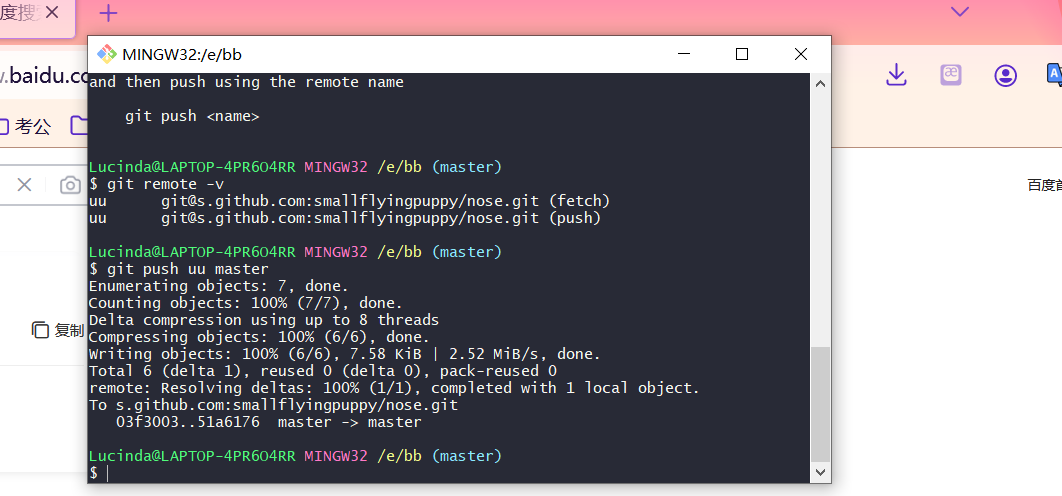 度搜
MINGW32:/e/bb
.baidu.co
考公
百度首
复制
and then push using the remote name
git push <name>
Lucinda@LAPTOP-4PR6O4RR MINGW32 /e/bb (master)
$ git remote -v
uu git@s.github.com:smallflyingpuppy/nose.git (fetch)
uu git@s.github.com:smallflyingpuppy/nose.git (push)
Lucinda@LAPTOP-4PR6O4RR MINGW32 /e/bb (master)
$ git push uu master
Enumerating objects: 7, done.
Counting objects: 100% (7/7), done.
Delta compression using up to 8 threads
Compressing objects: 100% (6/6), done.
Writing objects: 100% (6/6), 7.58 KiB | 2.52 MiB/s, done.
Total 6 (delta 1), reused 0 (delta 0), pack-reused 0
remote: Resolving deltas: 100% (1/1), completed with 1 local object.
To s.github.com:smallflyingpuppy/nose.git
03f3003..51a6176 master -> master
Lucinda@LAPTOP-4PR6O4RR MINGW32 /e/bb (master)
$